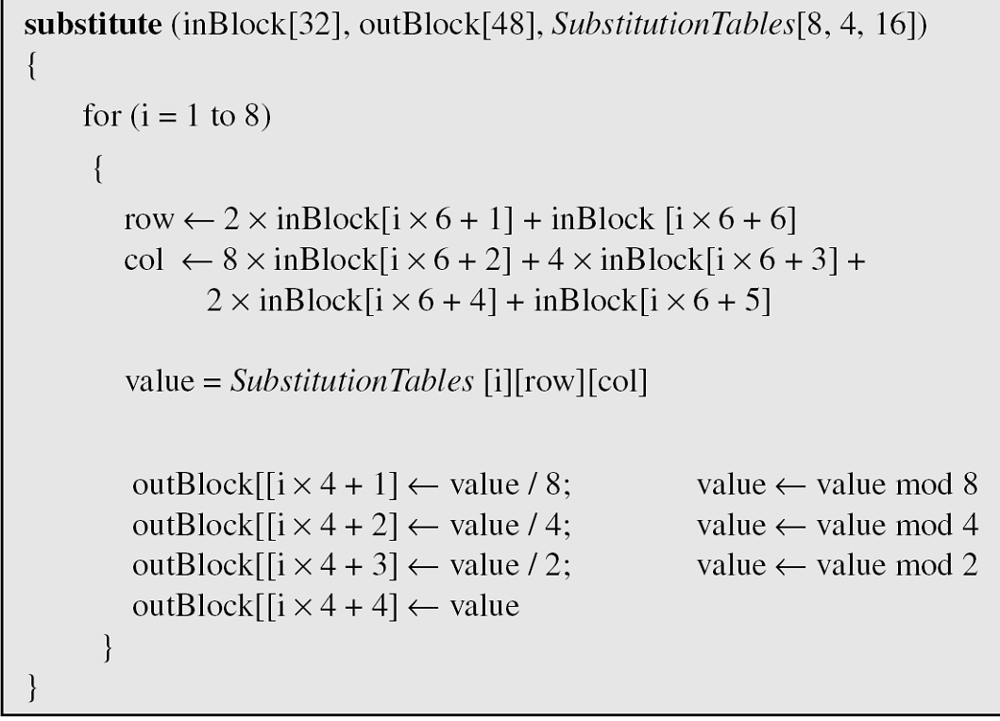 substitute (inBlock[32], outBlock[48], SubstitutionTables[8, 4, 16])
{
for (i = 1 to 8)
{
row ← 2 × inBlock[i × 6 + 1] + inBlock [i × 6 + 6]
col ← 8 × inBlock[i × 6 + 2] + 4 × inBlock[i × 6 + 3] +
2 × inBlock[i × 6 + 4] + inBlock[i × 6 + 5]
value = SubstitutionTables [i][row][col]
outBlock[[i × 4 + 1] ← value / 8; value ← value mod 8
outBlock[[i × 4 + 2] ← value / 4; value ← value mod 4
outBlock[[i × 4 + 3] ← value / 2; value ← value mod 2
outBlock[[i × 4 + 4] ← value
}
}